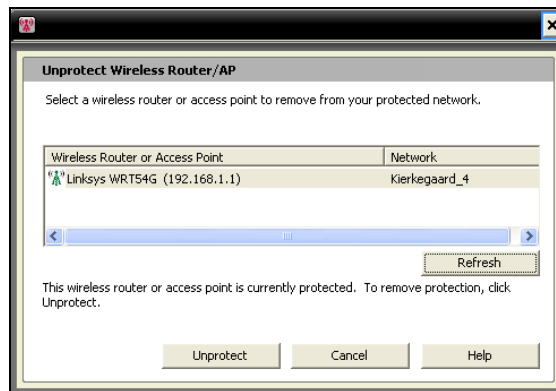 Unprotect Wireless Router/AP
Select a wireless router or access point to remove from your protected network.
Wireless Router or Access Point Network
Linksys WRT54G (192.168.1.1) Kierkegaard_4
Refresh
This wireless router or access point is currently protected. To remove protection, click
Unprotect.
Unprotect Cancel Help